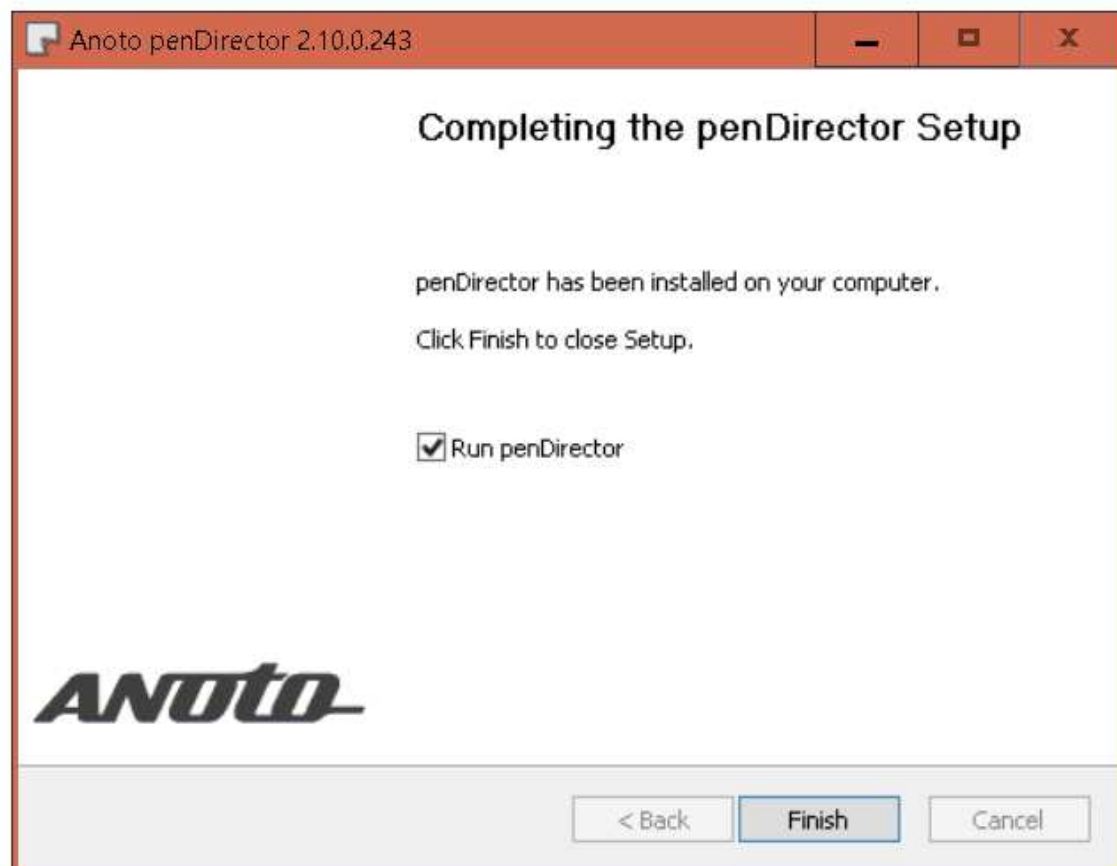 Anoto penDirector 2.10.0.243
Completing the penDirector Setup
penDirector has been installed on your computer.
Click Finish to close Setup.
Run penDirector
ANOTO
< Back
Finish
Cancel